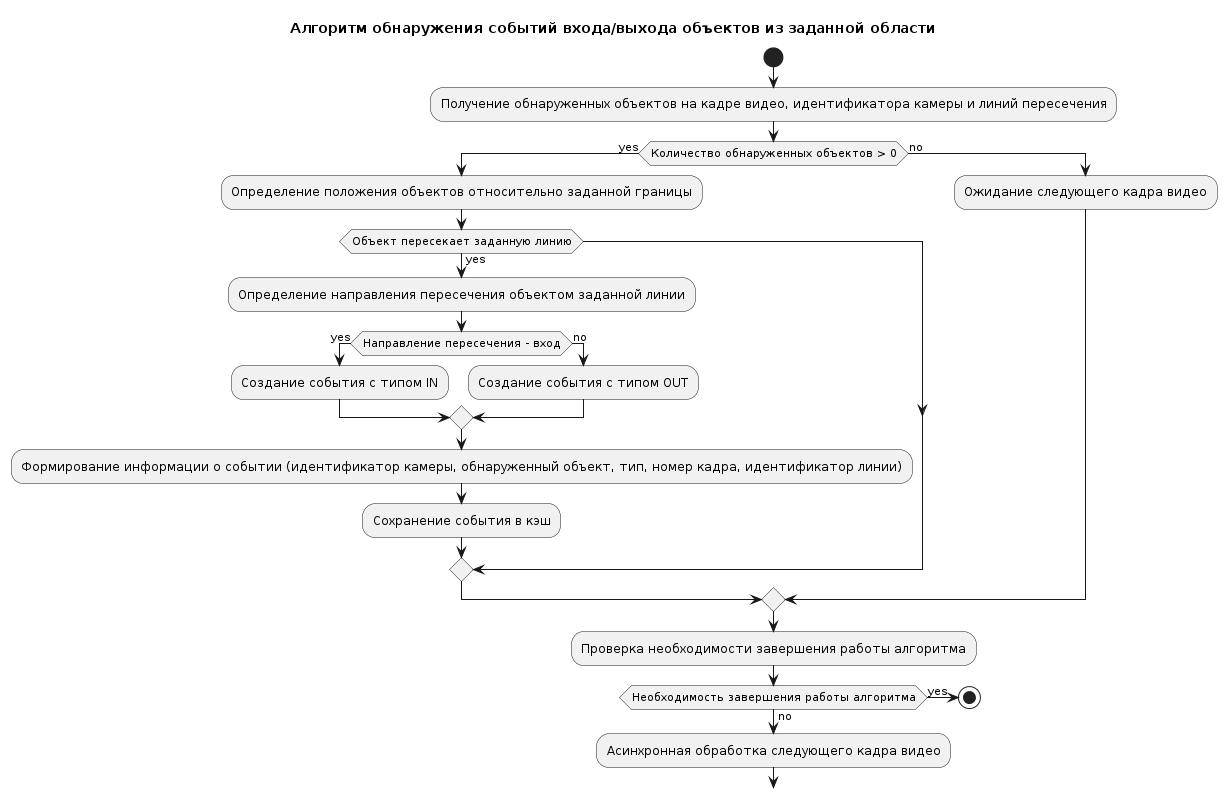 Алгоритм обнаружения событий входа/выхода объектов из заданной области
Получение обнаруженных объектов на кадре видео, идентификатора камеры и линий пересечения
yes
Количество обнаруженных объектов > 0
no
Определение положения объектов относительно заданной границы
Ожидание следующего кадра видео
Объект пересекает заданную линию
yes
Определение направления пересечения объектом заданной линии
yes
Направление пересечения - вход
no
Создание события с типом IN
Создание события с типом OUT
Формирование информации о событии (идентификатор камеры, обнаруженный объект, тип, номер кадра, идентификатор линии)
Сохранение события в кэш
Проверка необходимости завершения работы алгоритма
Необходимость завершения работы алгоритма
yes
no
Асинхронная обработка следующего кадра видео